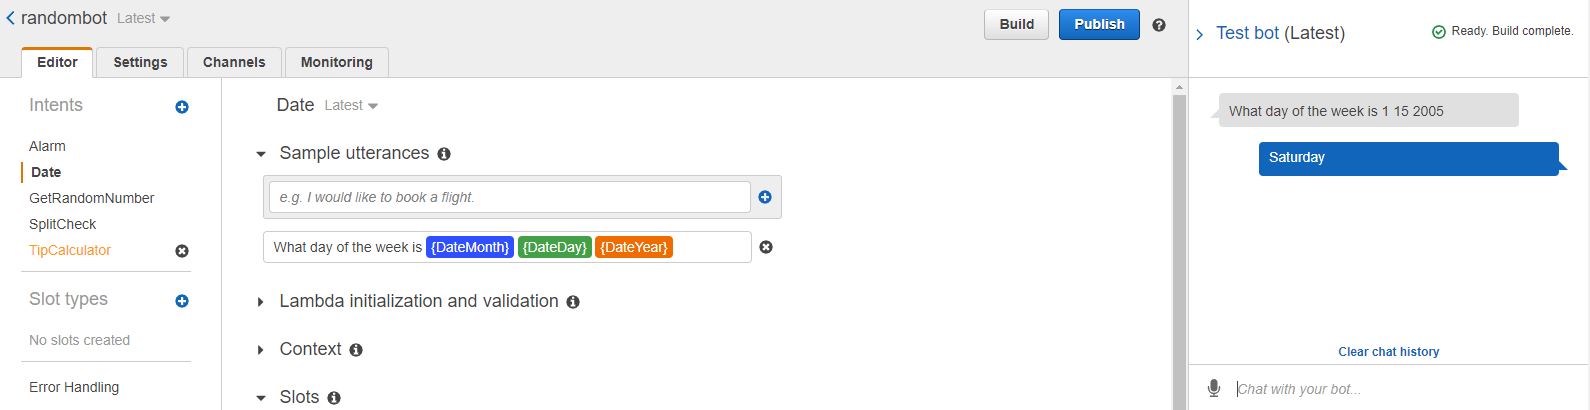 randombot Latest
Build Publish
Editor Settings Channels Monitoring
Intents
Alarm
Date
GetRandomNumber
SplitCheck
TipCalculator
Slot types
No slots created
Error Handling
Date Latest
Sample utterances
e.g. I would like to book a flight.
What day of the week is {DateMonth} {DateDay} {DateYear}
Lambda initialization and validation
Context
Slots
Test bot (Latest)
Ready. Build complete.
What day of the week is 1 15 2005
Saturday
Clear chat history
Chat with your bot...